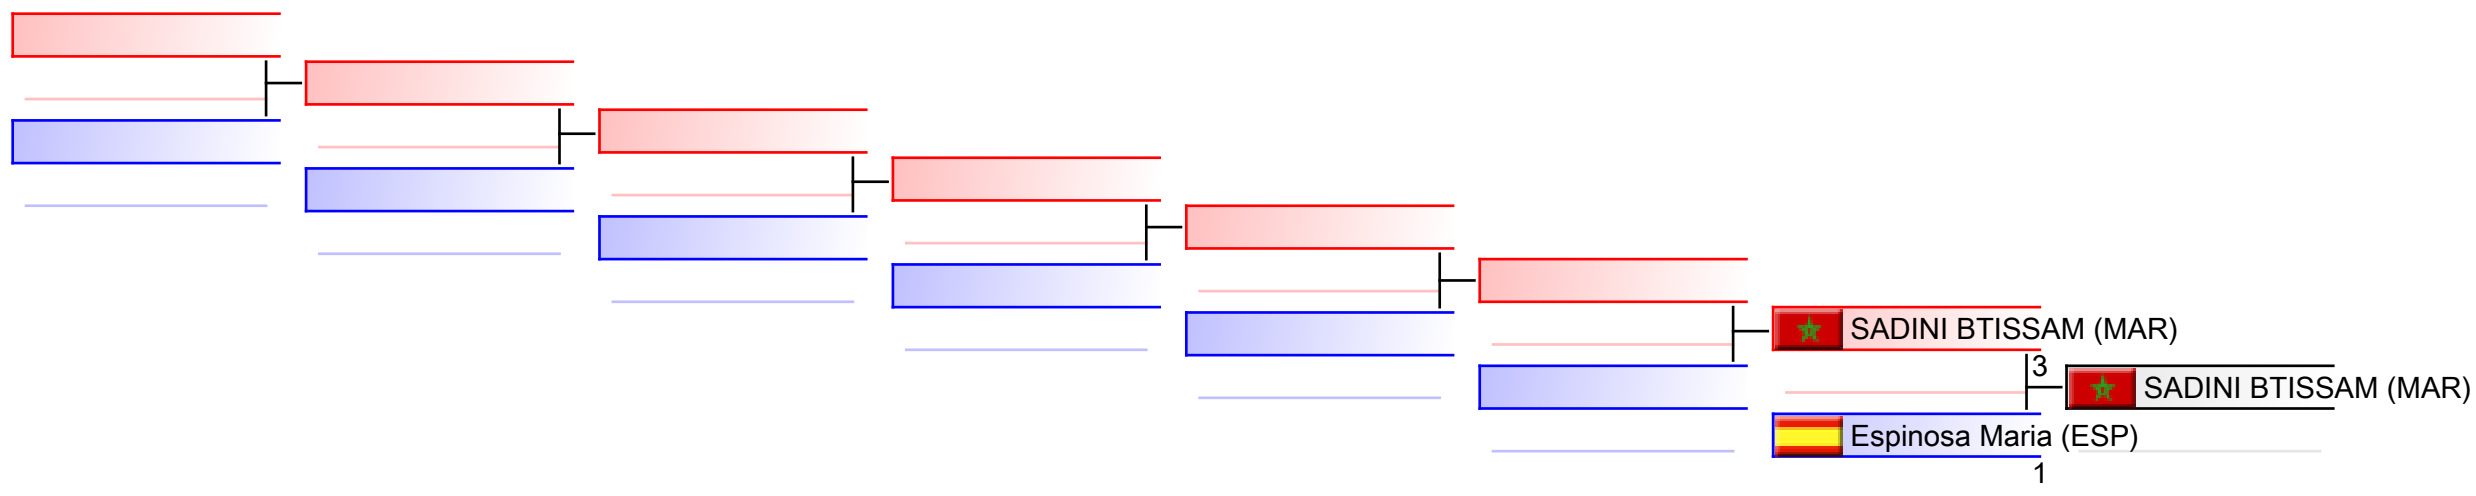 SADINI BTISSAM (MAR)
3
SADINI BTISSAM (MAR)
Espinosa Maria (ESP)
1